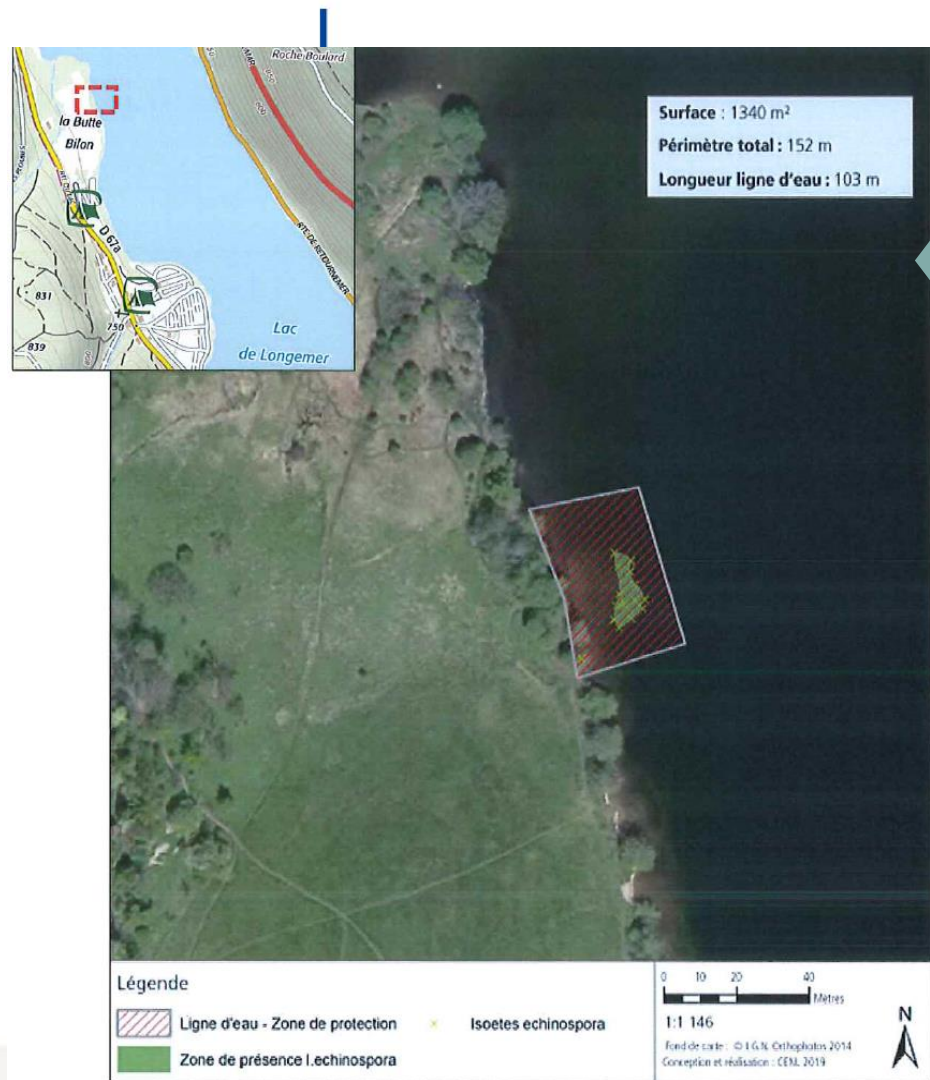 Roche Boulard
la Butte
Bilon
D 67a
RTE DE RETOURNEMER
831
839
750
850
Lac
de Longemer
Surface : 1340 m²
Périmètre total : 152 m
Longueur ligne d'eau : 103 m
Légende
Ligne d'eau - Zone de protection
Isoetes echinospora
Zone de présence I.echinospora
0 10 20 40
Mètres
1:1 146
N
Fond de carte : © I.G.N. Orthophotos 2014
Conception et réalisation : CENL 2019